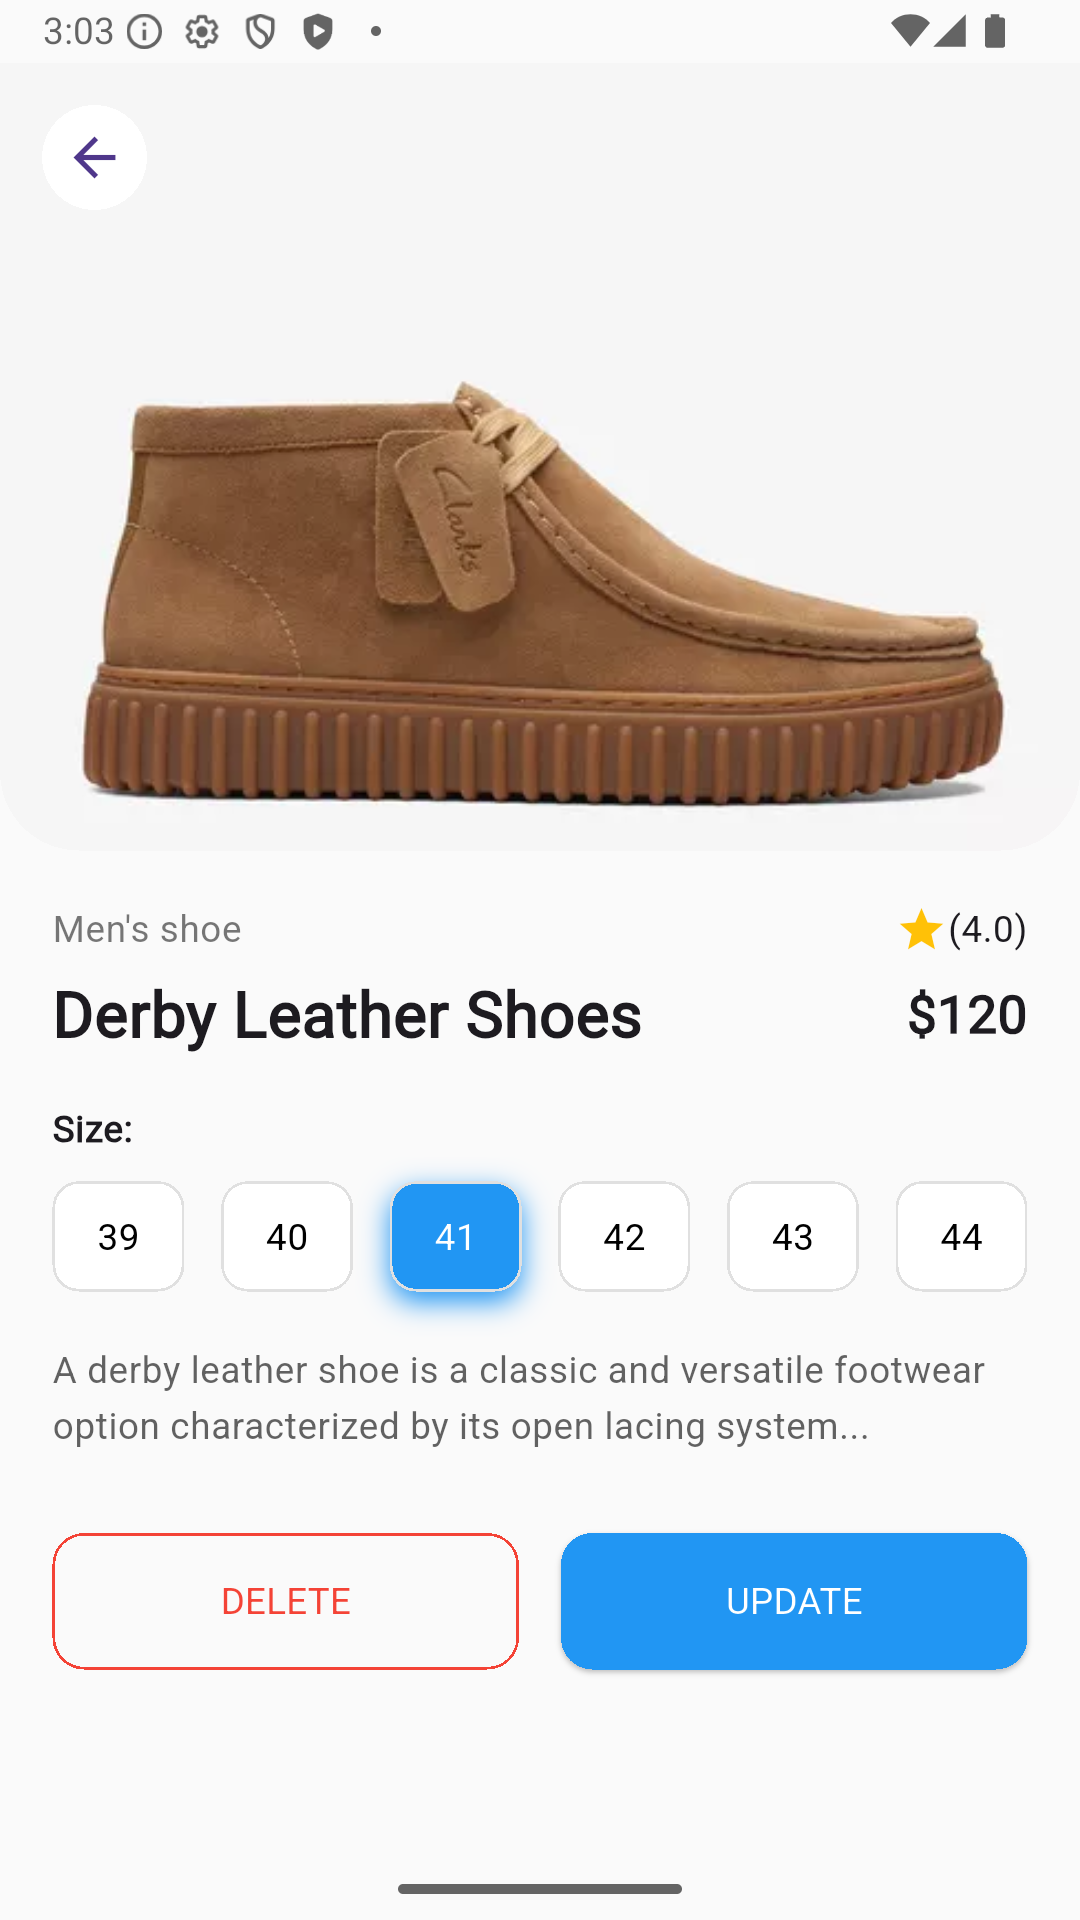 3:03
Clarks
Men's shoe
(4.0)
Derby Leather Shoes
$120
Size:
39
40
41
42
43
44
A derby leather shoe is a classic and versatile footwear
option characterized by its open lacing system...
DELETE
UPDATE